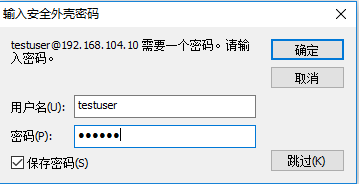 输入安全外壳密码
testuser@192.168.104.10 需要一个密码。请输
入密码。
确定
取消
用户名(U):
testuser
密码(P):
●●●●●●
保存密码(S)
跳过(K)